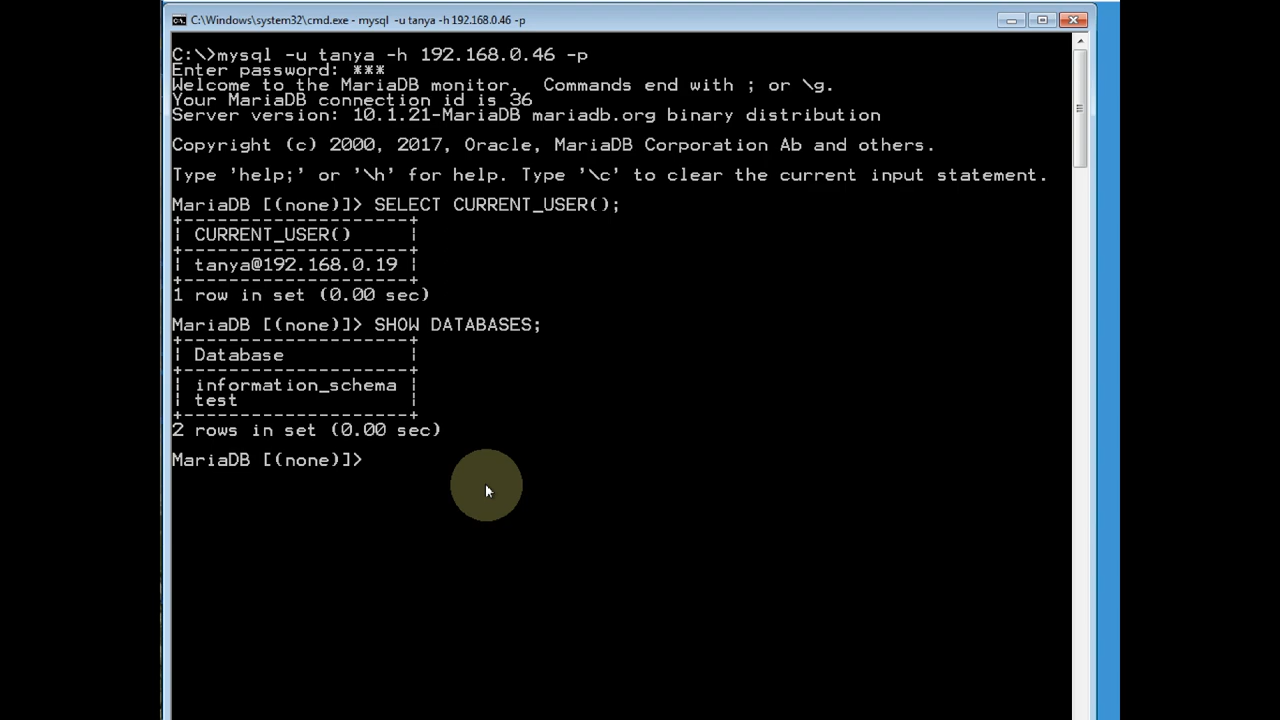 C:\Windows\system32\cmd.exe - mysql -u tanya -h 192.168.0.46 -p
C:\>mysql -u tanya -h 192.168.0.46 -p
Enter password: ***
Welcome to the MariaDB monitor.  Commands end with ; or \g.
Your MariaDB connection id is 36
Server version: 10.1.21-MariaDB mariadb.org binary distribution
Copyright (c) 2000, 2017, Oracle, MariaDB Corporation Ab and others.
Type 'help;' or '\h' for help. Type '\c' to clear the current input statement.
MariaDB [(none)]> SELECT CURRENT_USER();
+--------------------+
| CURRENT_USER()     |
+--------------------+
| tanya@192.168.0.19 |
+--------------------+
1 row in set (0.00 sec)
MariaDB [(none)]> SHOW DATABASES;
+--------------------+
| Database           |
+--------------------+
| information_schema |
| test               |
+--------------------+
2 rows in set (0.00 sec)
MariaDB [(none)]>